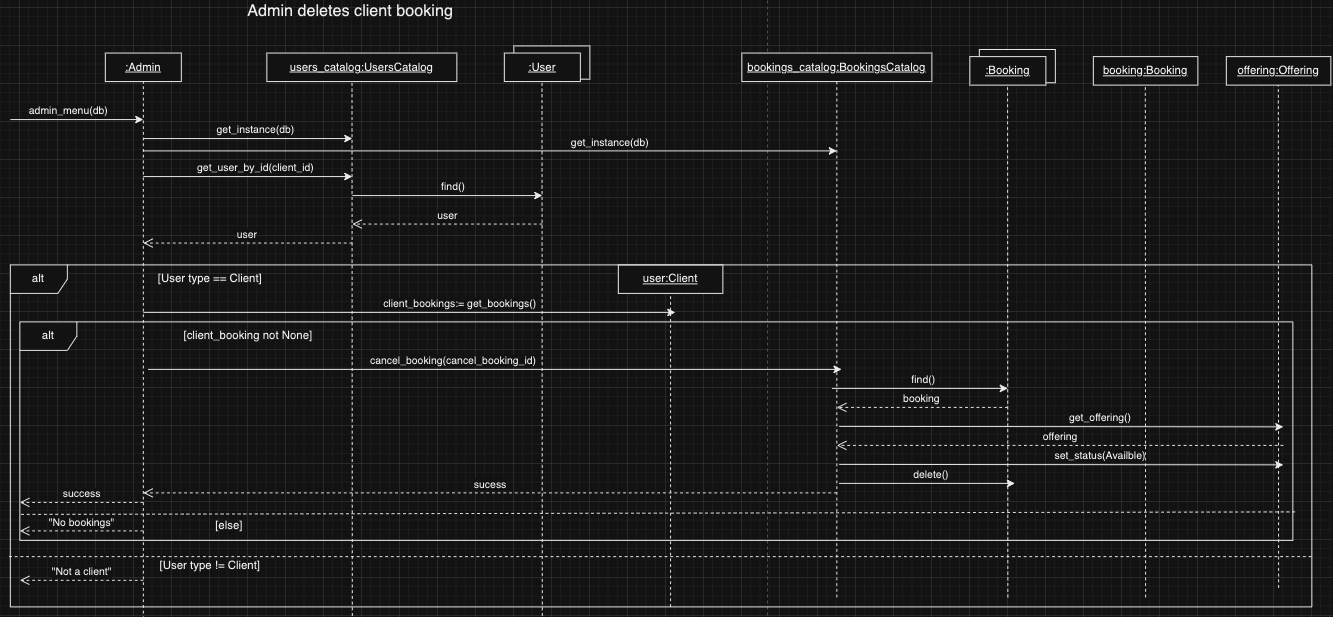 Admin deletes client booking
:Admin
users_catalog:UsersCatalog
:User
bookings_catalog:BookingsCatalog
:Booking
booking:Booking
offering:Offering
admin_menu(db)
get_instance(db)
get_instance(db)
get_user_by_id(client_id)
find()
user
user
alt
[User type == Client]
user:Client
client_bookings:= get_bookings()
alt
[client_booking not None]
cancel_booking(cancel_booking_id)
find()
booking
get_offering()
offering
set_status(Availble)
delete()
sucess
success
"No bookings"
[else]
[User type != Client]
"Not a client"